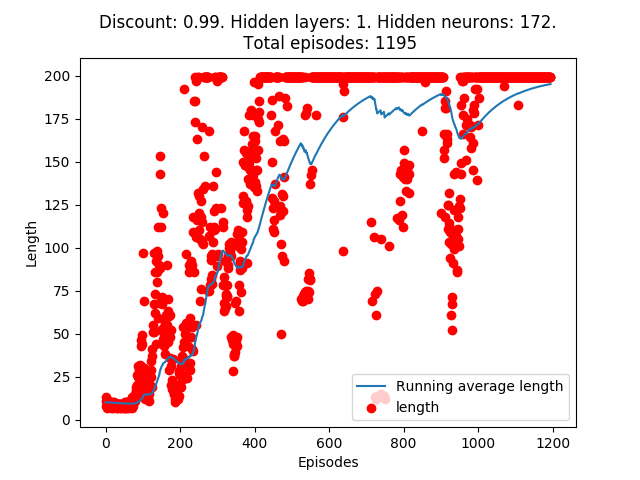 Discount: 0.99. Hidden layers: 1. Hidden neurons: 172.
Total episodes: 1195
200
175
150
125
100
75
50
25
0
Length
0 200 400 600 800 1000 1200
Episodes
Running average length
length